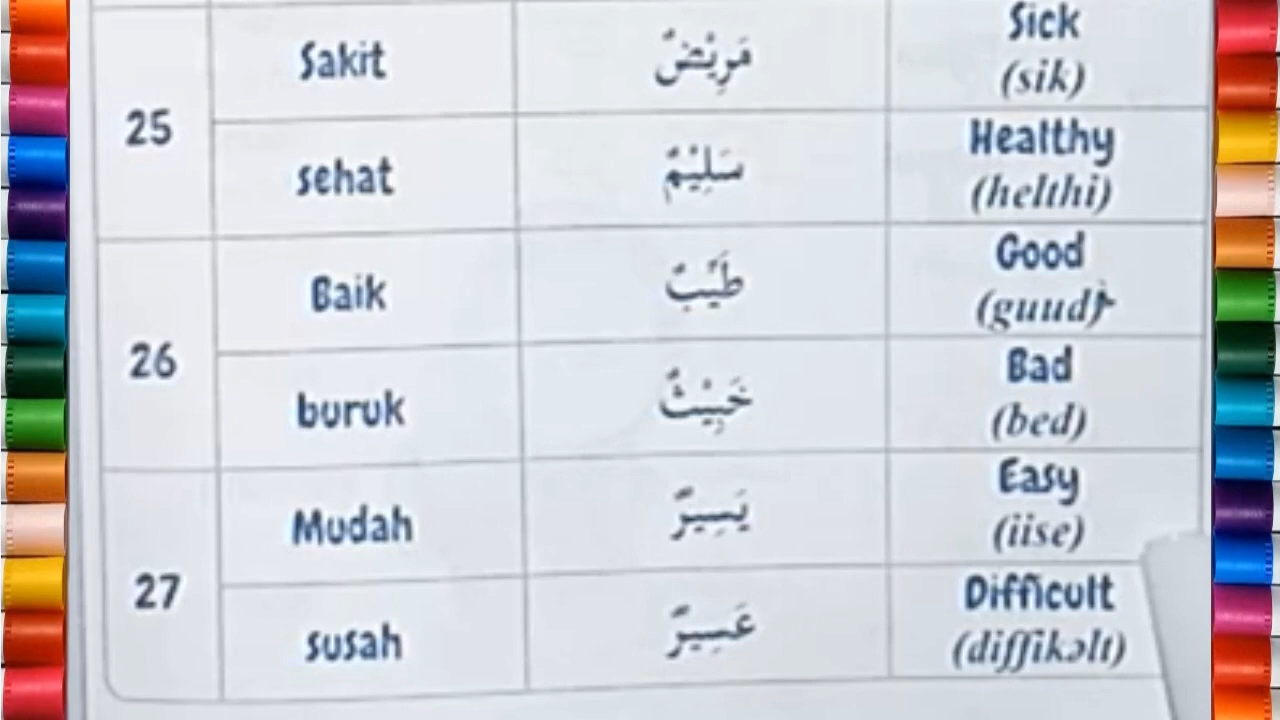 25
Sakit
مَرِيْضٌ
Sick
(sik)
sehat
سَلِيْمٌ
Healthy
(helthi)
26
Baik
طَيِّبٌ
Good
(guud)
buruk
خَبِيْثٌ
Bad
(bed)
27
Mudah
يَسِيْرٌ
Easy
(iise)
susah
عَسِيْرٌ
Difficult
(diffikəlt)